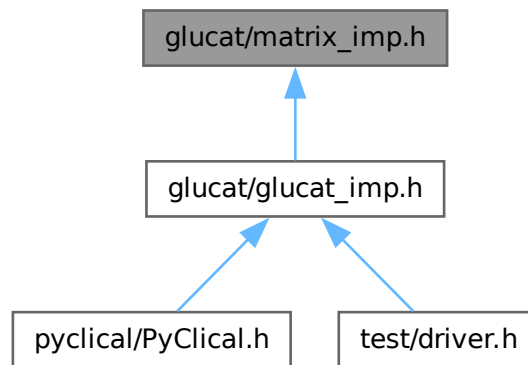 glucat/matrix_imp.h
glucat/glucat_imp.h
pyclical/PyClical.h
test/driver.h